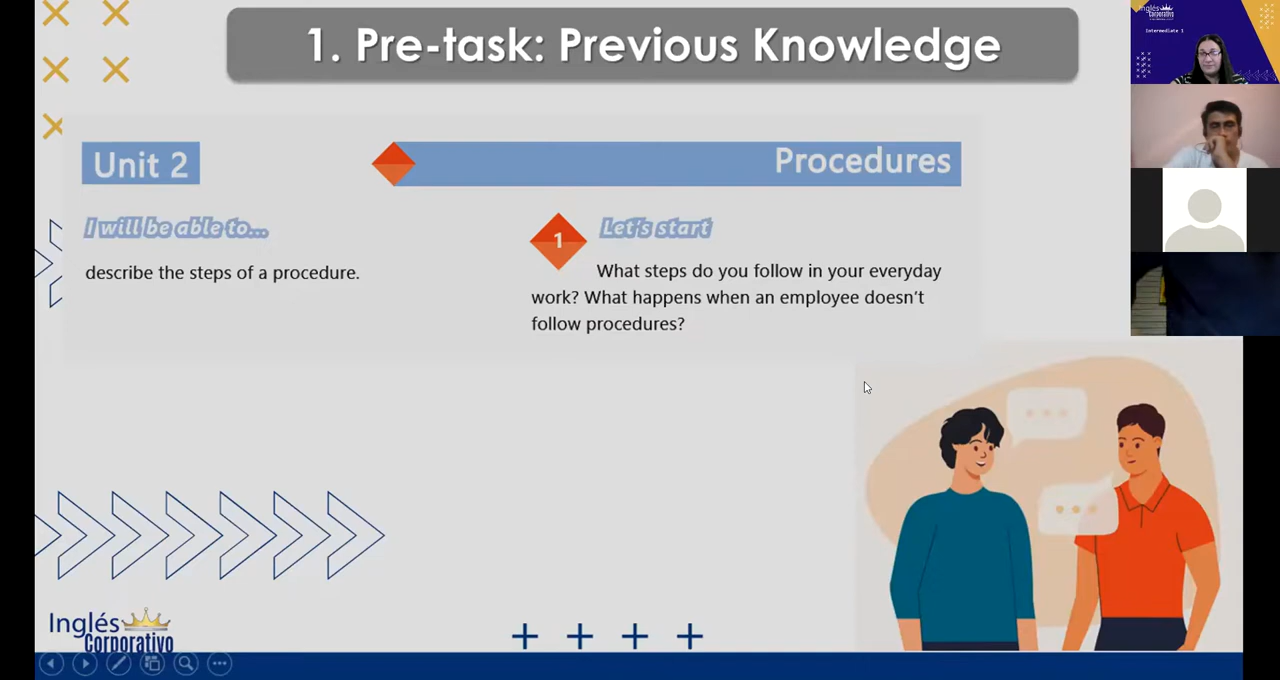 1. Pre-task: Previous Knowledge
Unit 2
Procedures
I will be able to...
describe the steps of a procedure.
1
Let's start
What steps do you follow in your everyday
work? What happens when an employee doesn't
follow procedures?
Inglés
Corporativo
Inglés
Corporativo
Intermediate 1